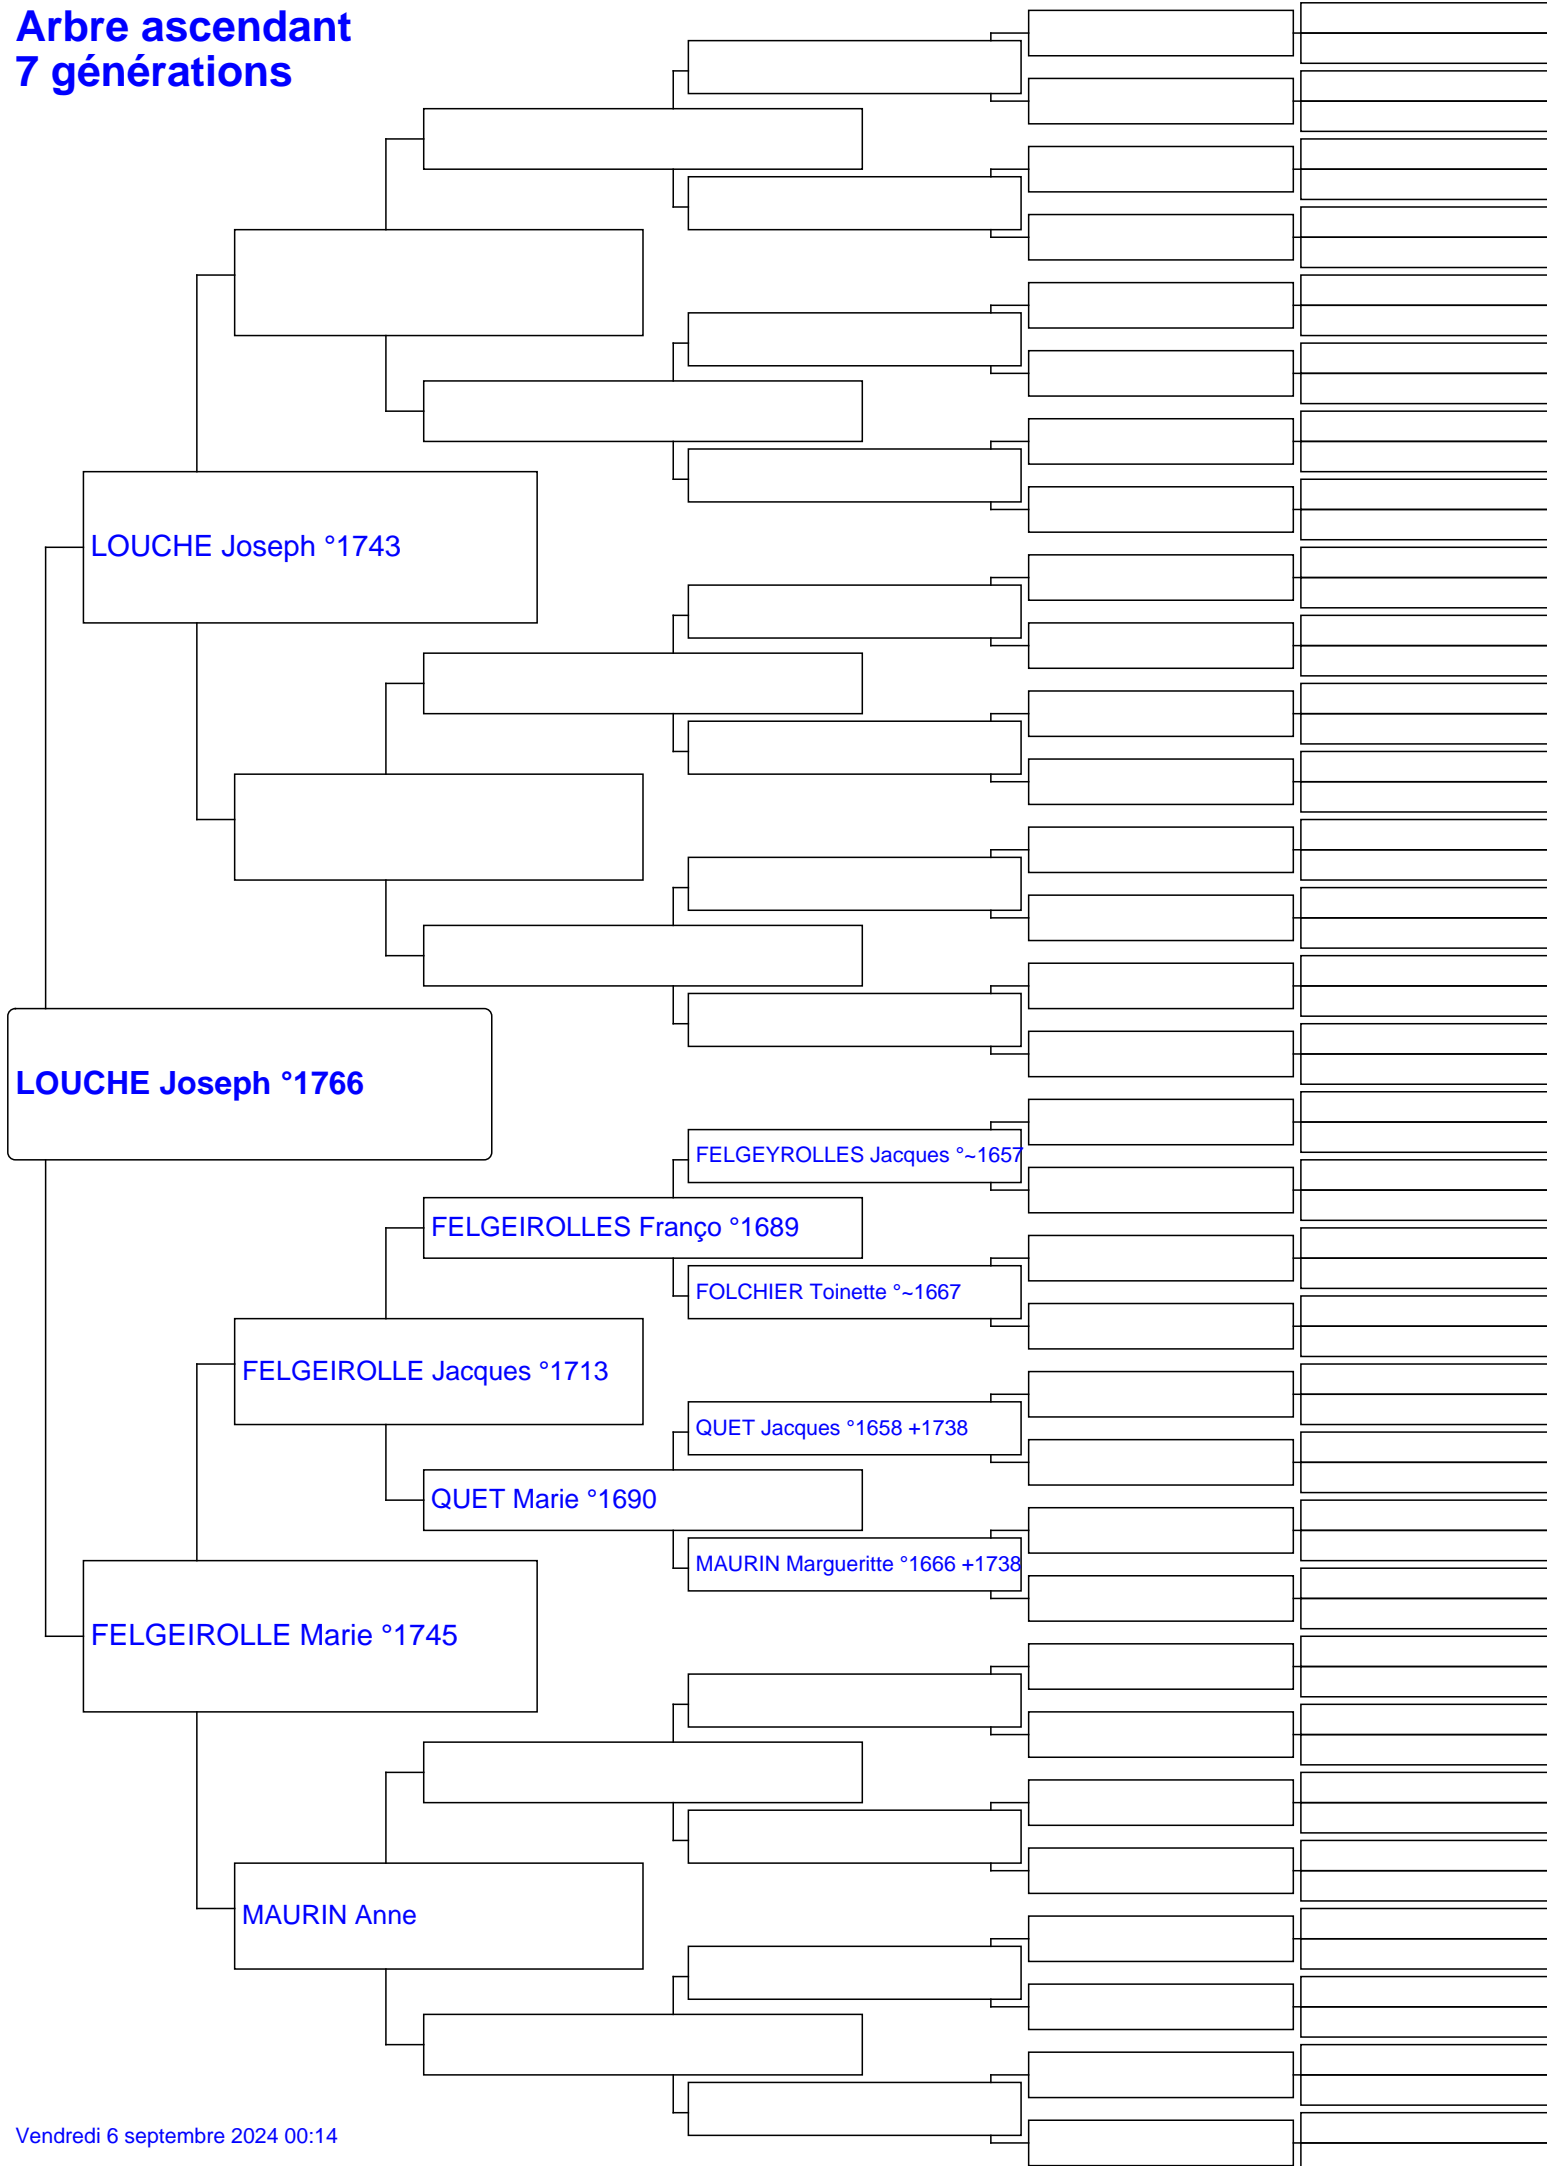 Arbre ascendant
7 générations
LOUCHE Joseph °1743
LOUCHE Joseph °1766
FELGEYROLLES Jacques °~1657
FELGEIROLLES Franço °1689
FOLCHIER Toinette °~1667
FELGEIROLLE Jacques °1713
QUET Jacques °1658 +1738
QUET Marie °1690
MAURIN Margueritte °1666 +1738
FELGEIROLLE Marie °1745
MAURIN Anne
Vendredi 6 septembre 2024 00:14